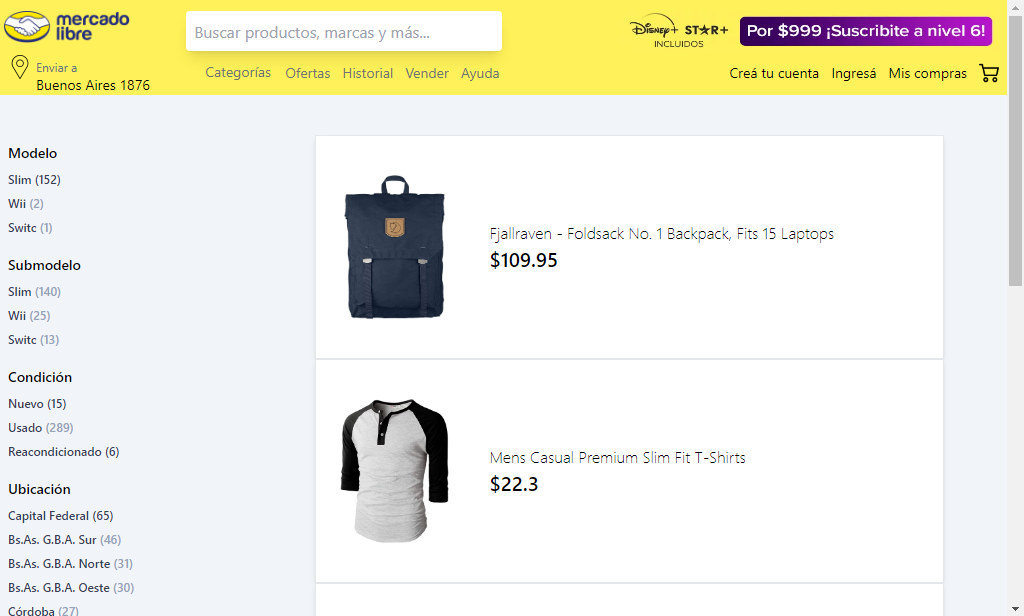 mercado
libre
Buscar productos, marcas y más...
Disney+ STAR+
INCLUIDOS
Por $999 ¡Suscribite a nivel 6!
Enviar a
Buenos Aires 1876
Categorías Ofertas Historial Vender Ayuda
Creá tu cuenta Ingresá Mis compras
Modelo
Slim (152)
Wii (2)
Switc (1)
Submodelo
Slim (140)
Wii (25)
Switc (13)
Condición
Nuevo (15)
Usado (289)
Reacondicionado (6)
Ubicación
Capital Federal (65)
Bs.As. G.B.A. Sur (46)
Bs.As. G.B.A. Norte (31)
Bs.As. G.B.A. Oeste (30)
Córdoba (27)
Fjallraven - Foldsack No. 1 Backpack, Fits 15 Laptops
$109.95
Mens Casual Premium Slim Fit T-Shirts
$22.3